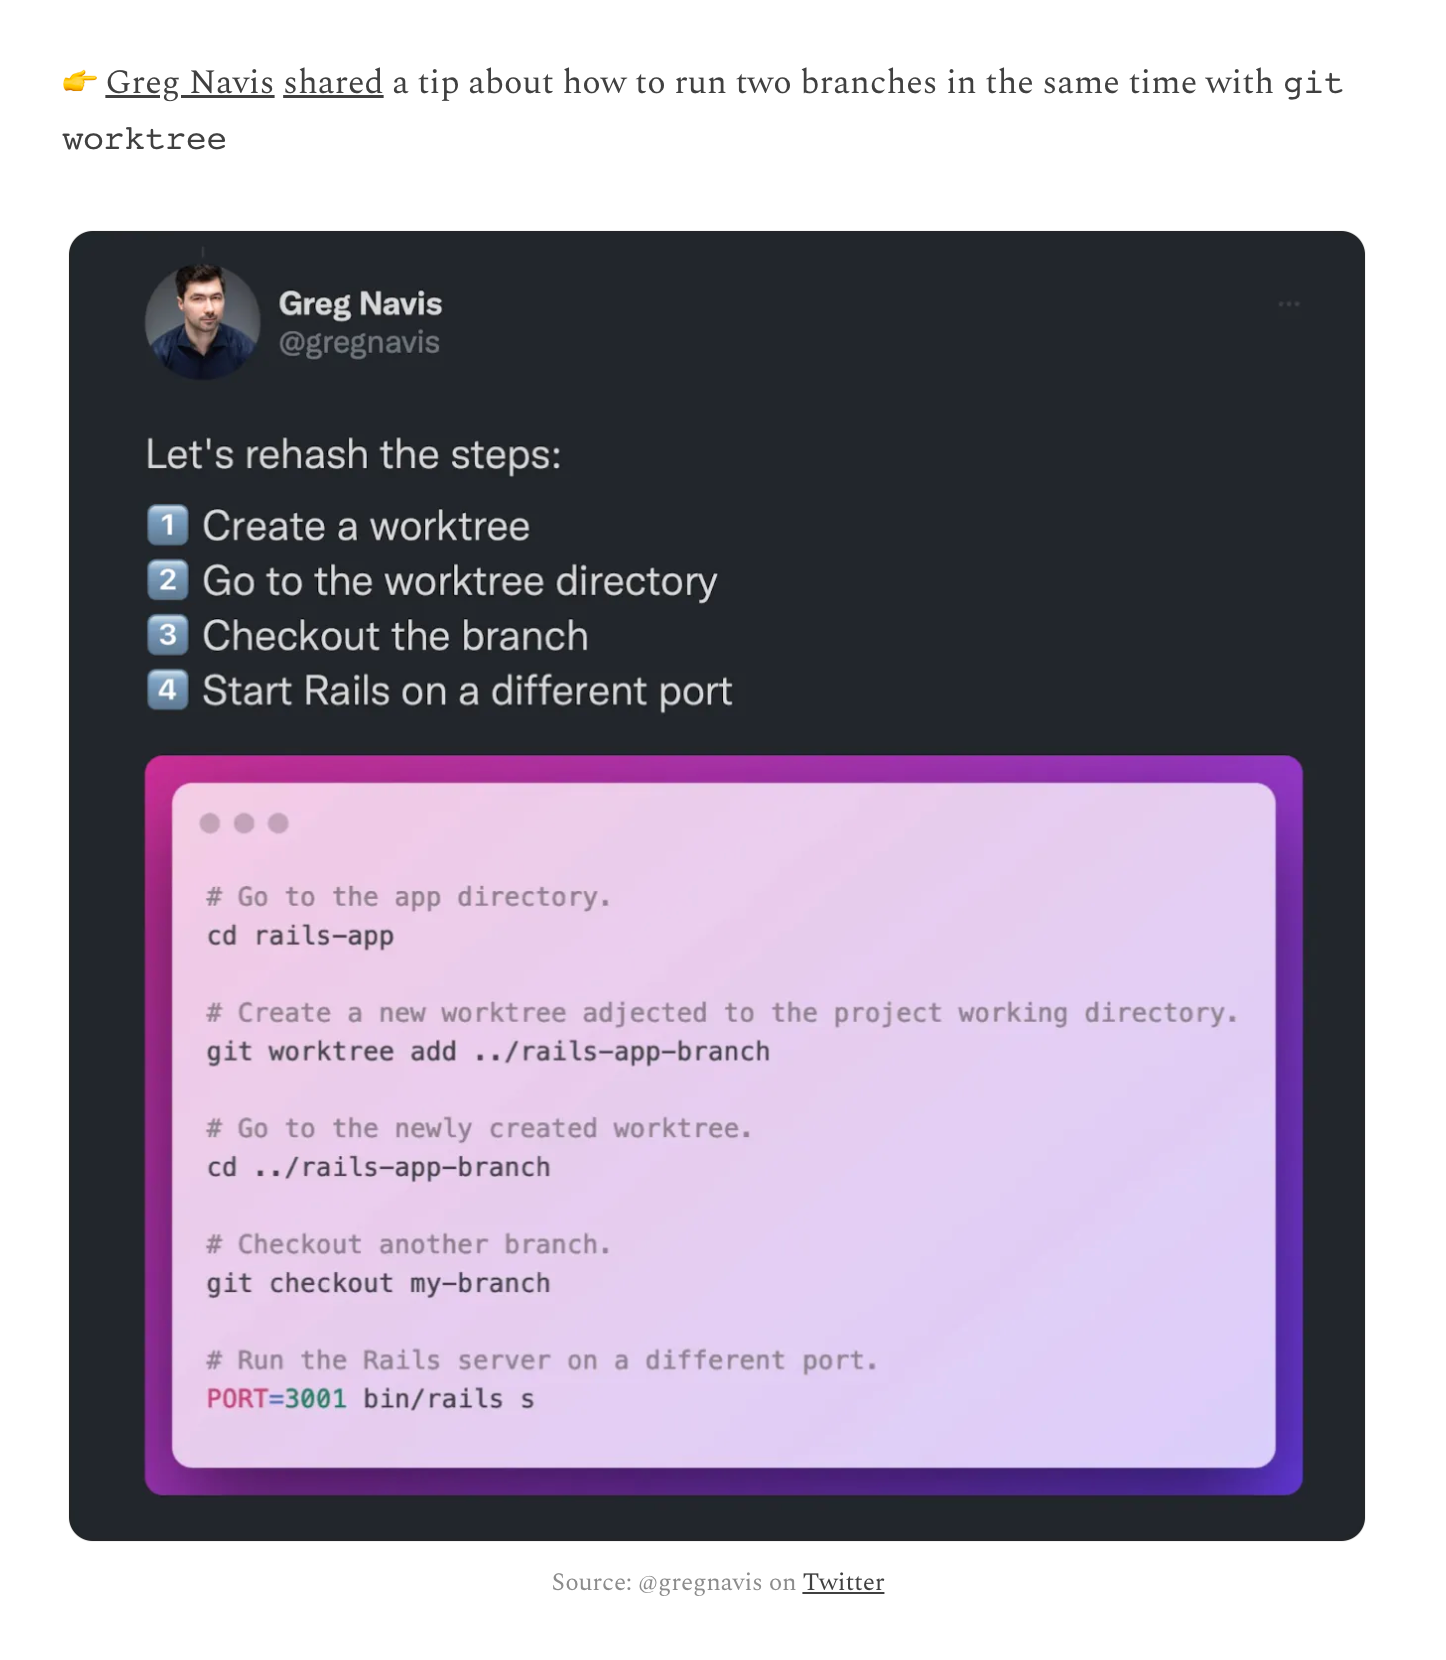 👉 Greg Navis shared a tip about how to run two branches in the same time with git
worktree
Greg Navis
@gregnavis
Let's rehash the steps:
1️⃣ Create a worktree
2️⃣ Go to the worktree directory
3️⃣ Checkout the branch
4️⃣ Start Rails on a different port
# Go to the app directory.
cd rails-app
# Create a new worktree adjected to the project working directory.
git worktree add ../rails-app-branch
# Go to the newly created worktree.
cd ../rails-app-branch
# Checkout another branch.
git checkout my-branch
# Run the Rails server on a different port.
PORT=3001 bin/rails s
Source: @gregnavis on Twitter